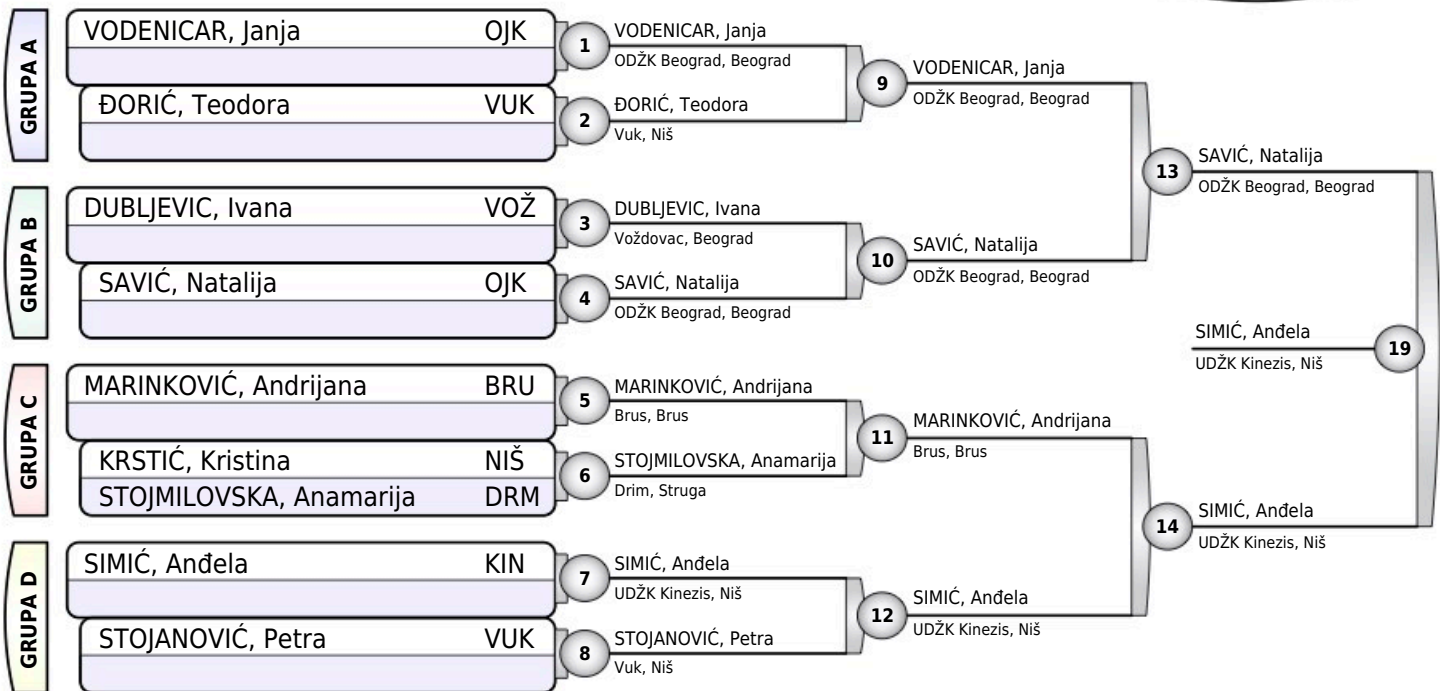 GRUPA A
VODENICAR, Janja OJK
ĐORIĆ, Teodora VUK
GRUPA B
DUBLJEVIC, Ivana VOŽ
SAVIĆ, Natalija OJK
GRUPA C
MARINKOVIĆ, Andrijana BRU
KRSTIĆ, Kristina NIŠ
STOJMILOVSKA, Anamarija DRM
GRUPA D
SIMIĆ, Anđela KIN
STOJANOVIĆ, Petra VUK
1
VODENICAR, Janja
ODŽK Beograd, Beograd
2
ĐORIĆ, Teodora
Vuk, Niš
3
DUBLJEVIC, Ivana
Voždovac, Beograd
4
SAVIĆ, Natalija
ODŽK Beograd, Beograd
5
MARINKOVIĆ, Andrijana
Brus, Brus
6
STOJMILOVSKA, Anamarija
Drim, Struga
7
SIMIĆ, Anđela
UDŽK Kinezis, Niš
8
STOJANOVIĆ, Petra
Vuk, Niš
9
VODENICAR, Janja
ODŽK Beograd, Beograd
10
SAVIĆ, Natalija
ODŽK Beograd, Beograd
11
MARINKOVIĆ, Andrijana
Brus, Brus
12
SIMIĆ, Anđela
UDŽK Kinezis, Niš
13
SAVIĆ, Natalija
ODŽK Beograd, Beograd
14
SIMIĆ, Anđela
UDŽK Kinezis, Niš
SIMIĆ, Anđela
UDŽK Kinezis, Niš
19